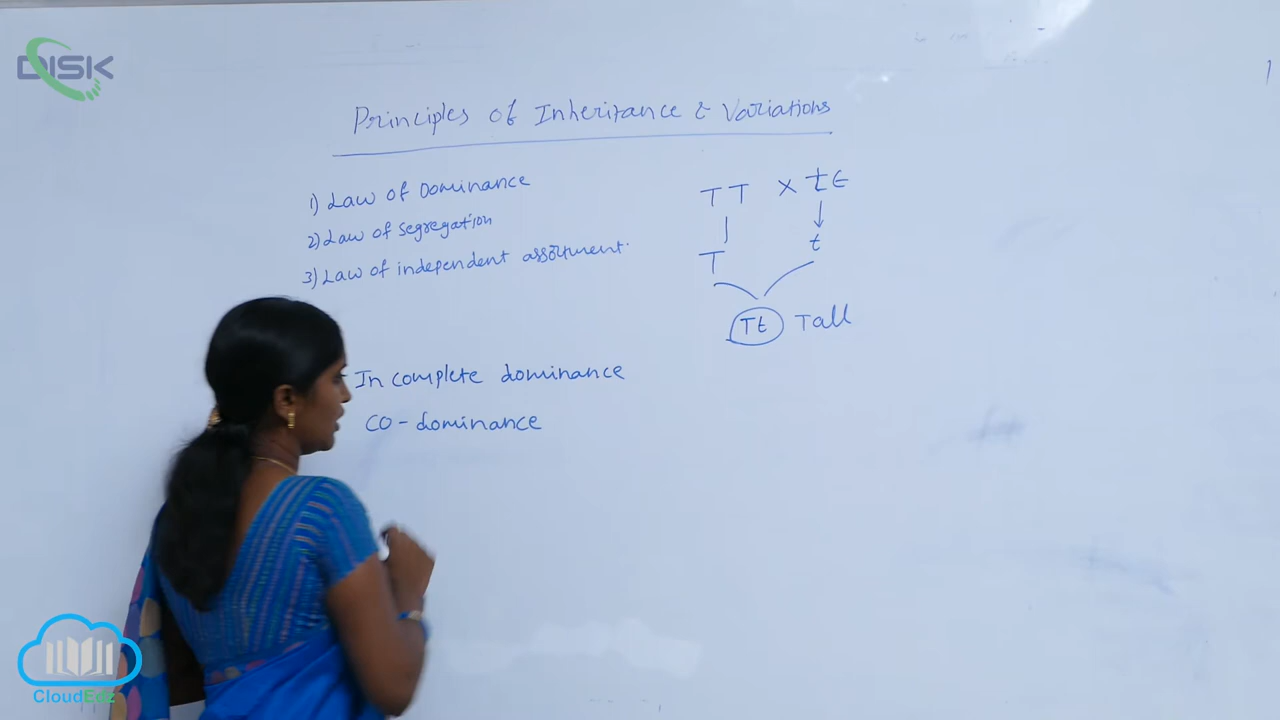 DISK
Principles of Inheritance & Variations
1) Law of Dominance
2) Law of segregation
3) Law of independent assortment.
TT X tt
T t
Tt Tall
In complete dominance
CO-dominance
CloudEdz